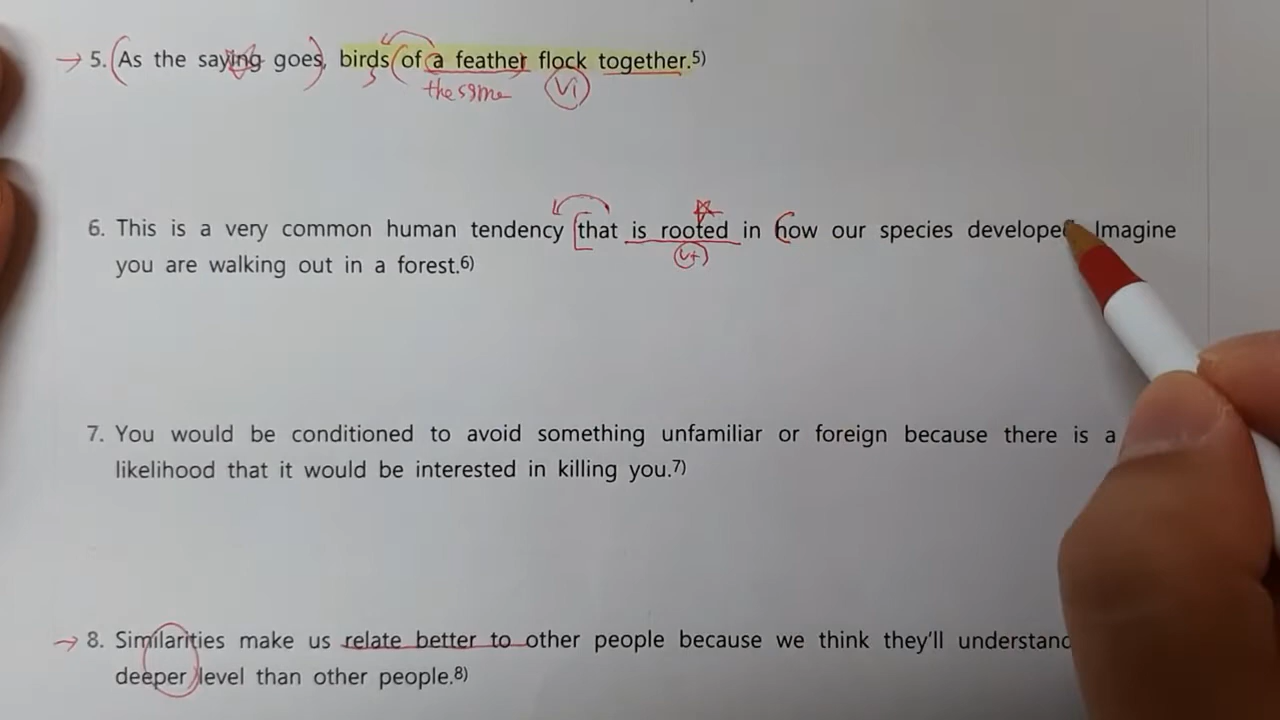 → 5. (As the saying goes), birds (of a feather) flock together.5)
the same Vi
6. This is a very common human tendency [that is rooted in (how our species develope Imagine
Vt
you are walking out in a forest.6)
7. You would be conditioned to avoid something unfamiliar or foreign because there is a
likelihood that it would be interested in killing you.7)
→ 8. Similarities make us relate better to other people because we think they'll understand
deeper level than other people.8)